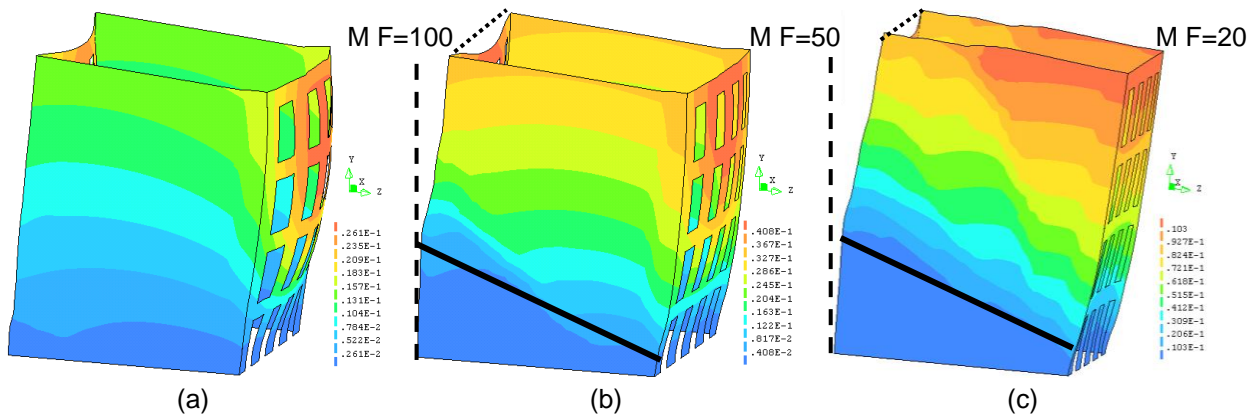 M F=100
M F=50
M F=20
Y
X
Z
.261E-1
.235E-1
.209E-1
.183E-1
.157E-1
.131E-1
.104E-1
.784E-2
.522E-2
.261E-2
Y
X
Z
.408E-1
.367E-1
.327E-1
.286E-1
.245E-1
.204E-1
.163E-1
.122E-1
.817E-2
.408E-2
Y
X
Z
.103
.927E-1
.824E-1
.721E-1
.618E-1
.515E-1
.412E-1
.309E-1
.206E-1
.103E-1
(a)
(b)
(c)